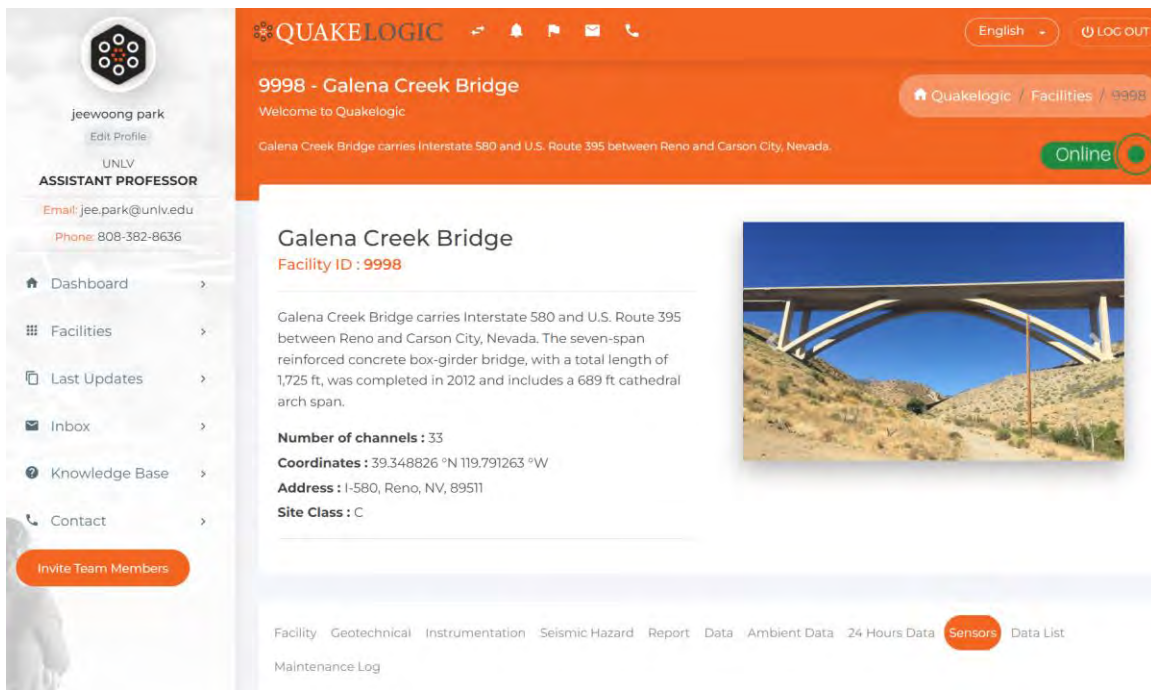 QUAKELOGIC
English
LOG OUT
jeewoong park
Edit Profile
UNLV
ASSISTANT PROFESSOR
Email: jee.park@unlv.edu
Phone: 808-382-8636
Dashboard
Facilities
Last Updates
Inbox
Knowledge Base
Contact
Invite Team Members
9998 - Galena Creek Bridge
Welcome to Quakelogic
Quakelogic / Facilities / 9998
Galena Creek Bridge carries Interstate 580 and U.S. Route 395 between Reno and Carson City, Nevada.
Online
Galena Creek Bridge
Facility ID : 9998
Galena Creek Bridge carries Interstate 580 and U.S. Route 395
between Reno and Carson City, Nevada. The seven-span
reinforced concrete box-girder bridge, with a total length of
1,725 ft, was completed in 2012 and includes a 689 ft cathedral
arch span.
Number of channels : 33
Coordinates : 39.348826 °N 119.791263 °W
Address : I-580, Reno, NV, 89511
Site Class : C
Facility Geotechnical Instrumentation Seismic Hazard Report Data Ambient Data 24 Hours Data Sensors Data List
Maintenance Log